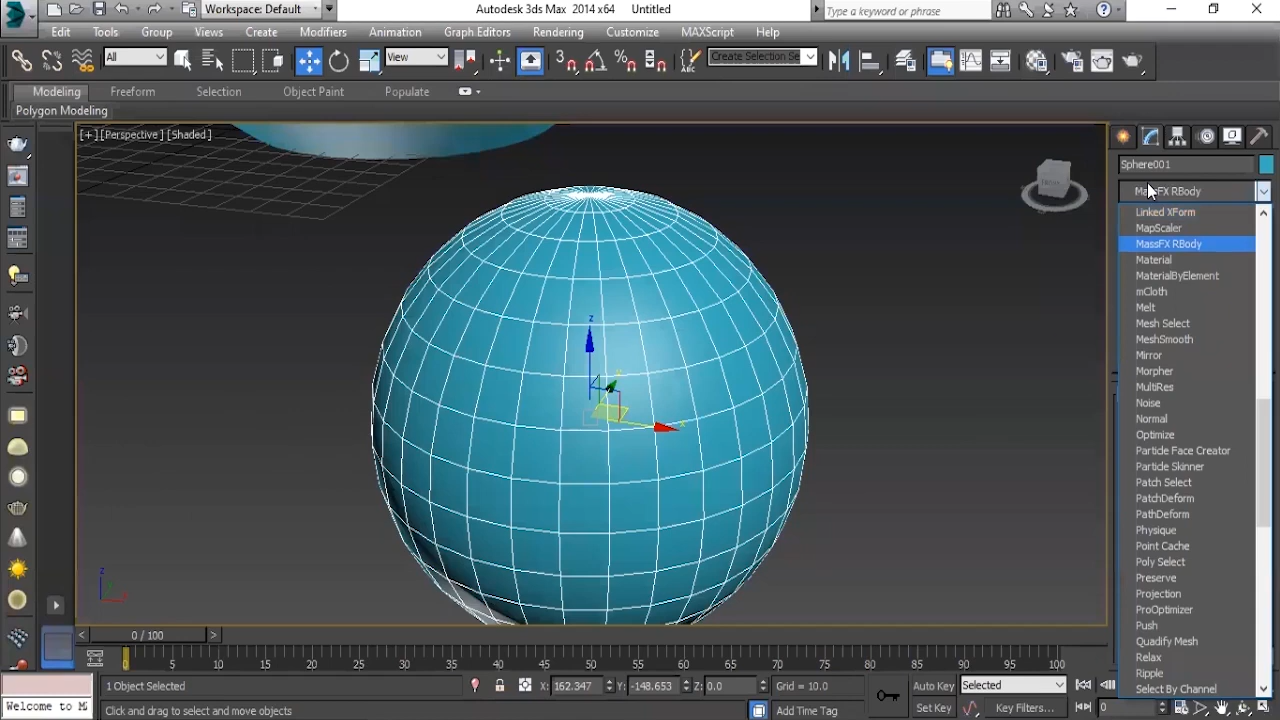 Workspace: Default
Autodesk 3ds Max 2014 x64
Untitled
Type a keyword or phrase
Edit Tools Group Views Create Modifiers Animation Graph Editors Rendering Customize MAXScript Help
All
View
3
Create Selection Se
Modeling Freeform Selection Object Paint Populate
Polygon Modeling
[+] [Perspective] [Shaded]
Sphere001
MassFX RBody
Linked XForm
MapScaler
MassFX RBody
Material
MaterialByElement
mCloth
Melt
Mesh Select
MeshSmooth
Mirror
Morpher
MultiRes
Noise
Normal
Optimize
Particle Face Creator
Particle Skinner
Patch Select
PatchDeform
PathDeform
Physique
Point Cache
Poly Select
Preserve
Projection
ProOptimizer
Push
Quadify Mesh
Relax
Ripple
Select By Channel
z
x
z
< 0 / 100 >
0 5 10 15 20 25 30 35 40 45 50 55 60 65 70 75 80 85 90 95 100
1 Object Selected
X: 162.347 Y: -148.653 Z: 0.0
Grid = 10.0
Auto Key
Selected
Welcome to M
Click and drag to select and move objects
Add Time Tag
Set Key
Key Filters...
0